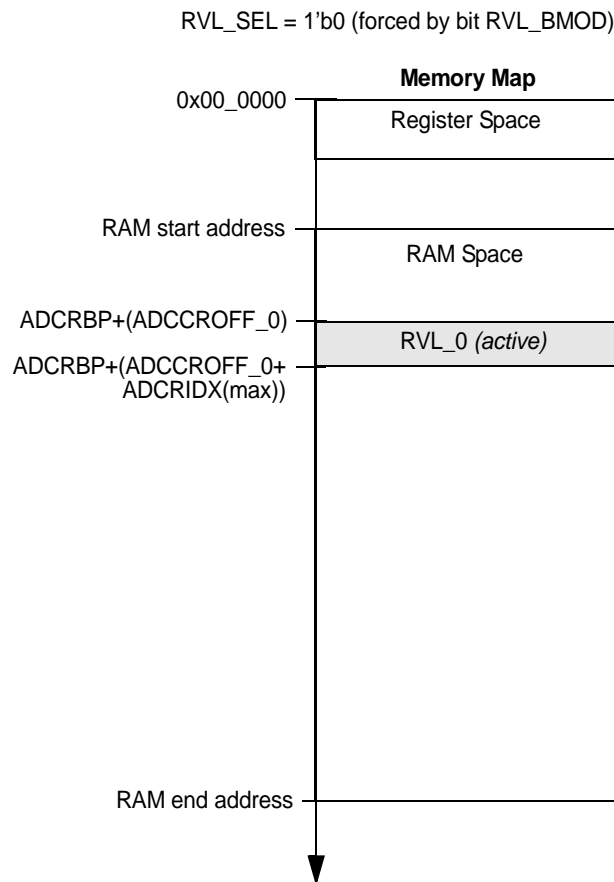 RVL_SEL = 1'b0 (forced by bit RVL_BMOD)
Memory Map
0x00_0000
Register Space
RAM start address
RAM Space
ADCRBP+(ADCCROFF_0)
RVL_0 (active)
ADCRBP+(ADCCROFF_0+
ADCRIDX(max))
RAM end address